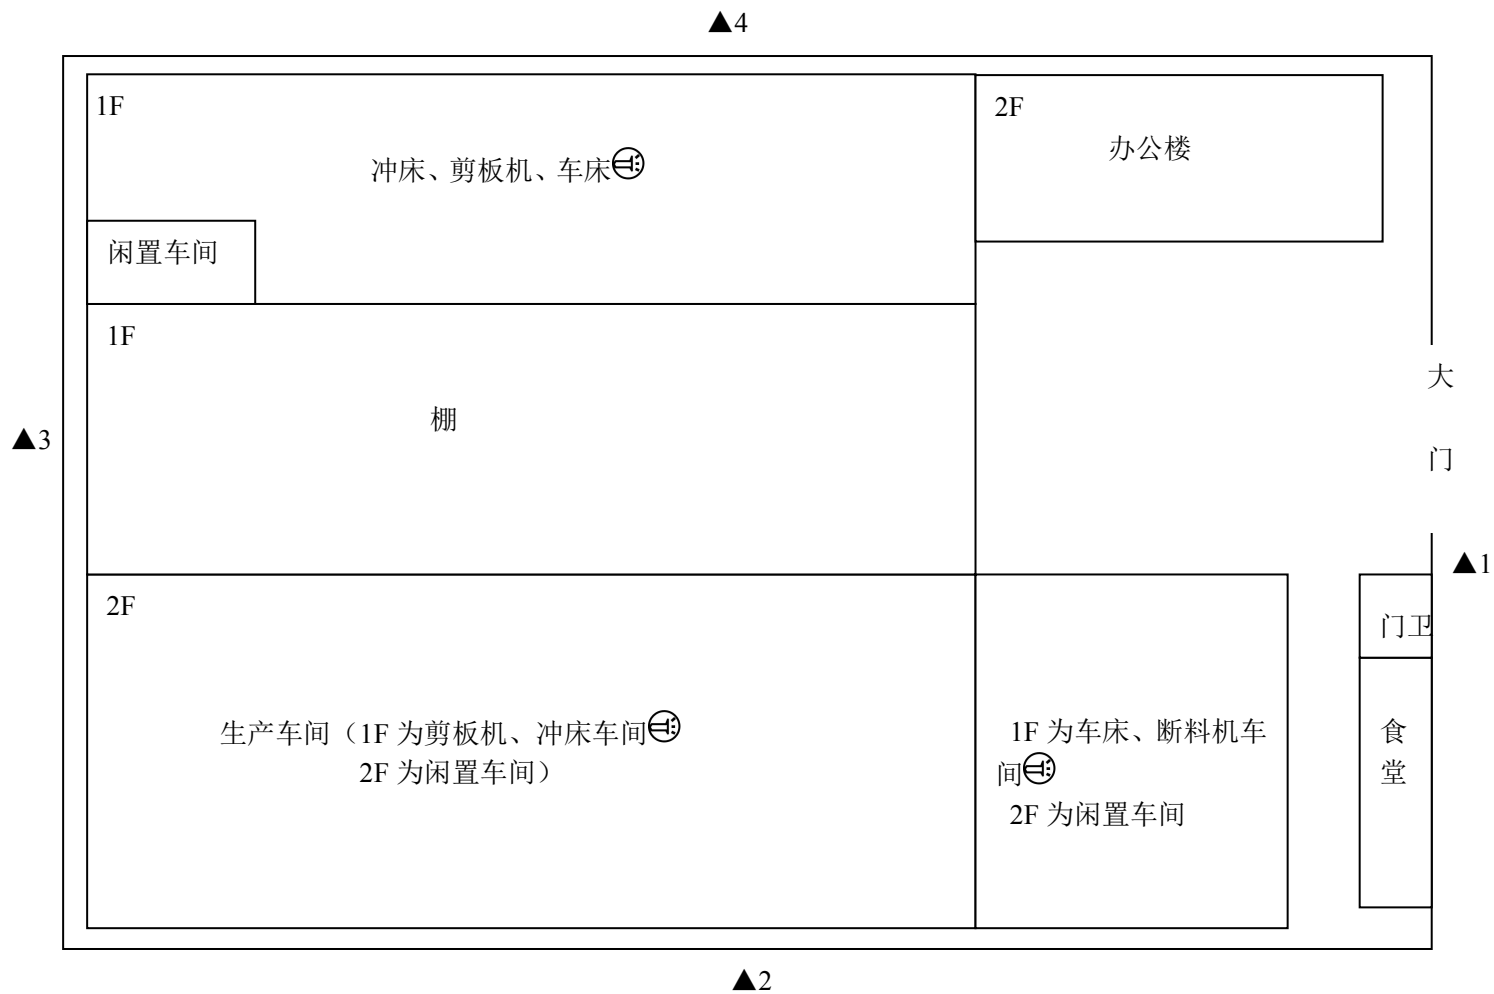 ▲4
1F
冲床、剪板机、车床
2F
办公楼
闲置车间
1F
棚
大
门
▲3
▲1
2F
门卫
生产车间（1F 为剪板机、冲床车间
2F 为闲置车间）
1F 为车床、断料机车
间
2F 为闲置车间
食
堂
▲2